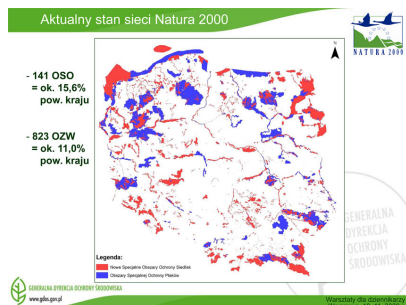 Aktualny stan sieci Natura 2000
NATURA 2000
- 141 OSO
= ok. 15,6%
pow. kraju
- 823 OZW
= ok. 11,0%
pow. kraju
Legenda:
Nowe Specjalne Obszary Ochrony Siedlisk
Obszary Specjalnej Ochrony Ptaków
GENERALNA
DYREKCJA
OCHRONY
ŚRODOWISKA
GENERALNA DYREKCJA OCHRONY ŚRODOWISKA
www.gdos.gov.pl
Warsztaty dla dziennikarzy